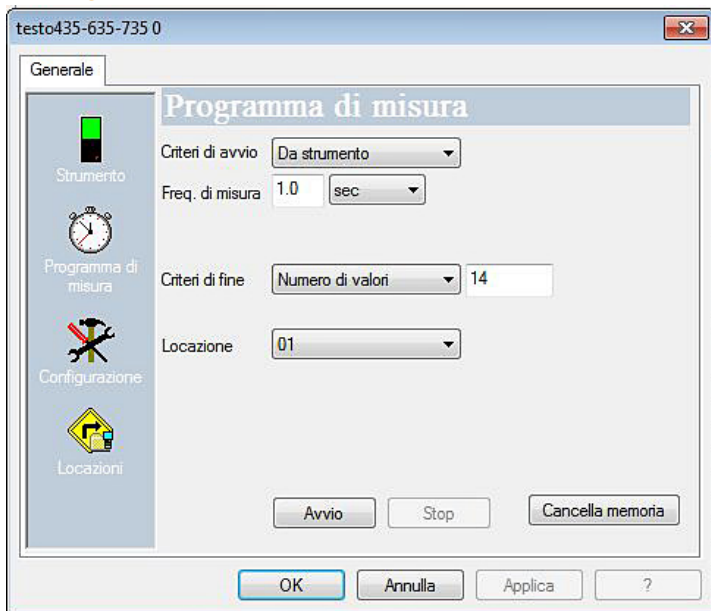 testo435-635-735 0
Generale
Programma di misura
Strumento
Programma di
misura
Configurazione
Locazioni
Criteri di avvio Da strumento
Freq. di misura 1.0 sec
Criteri di fine Numero di valori 14
Locazione 01
Avvio Stop Cancella memoria
OK Annulla Applica ?